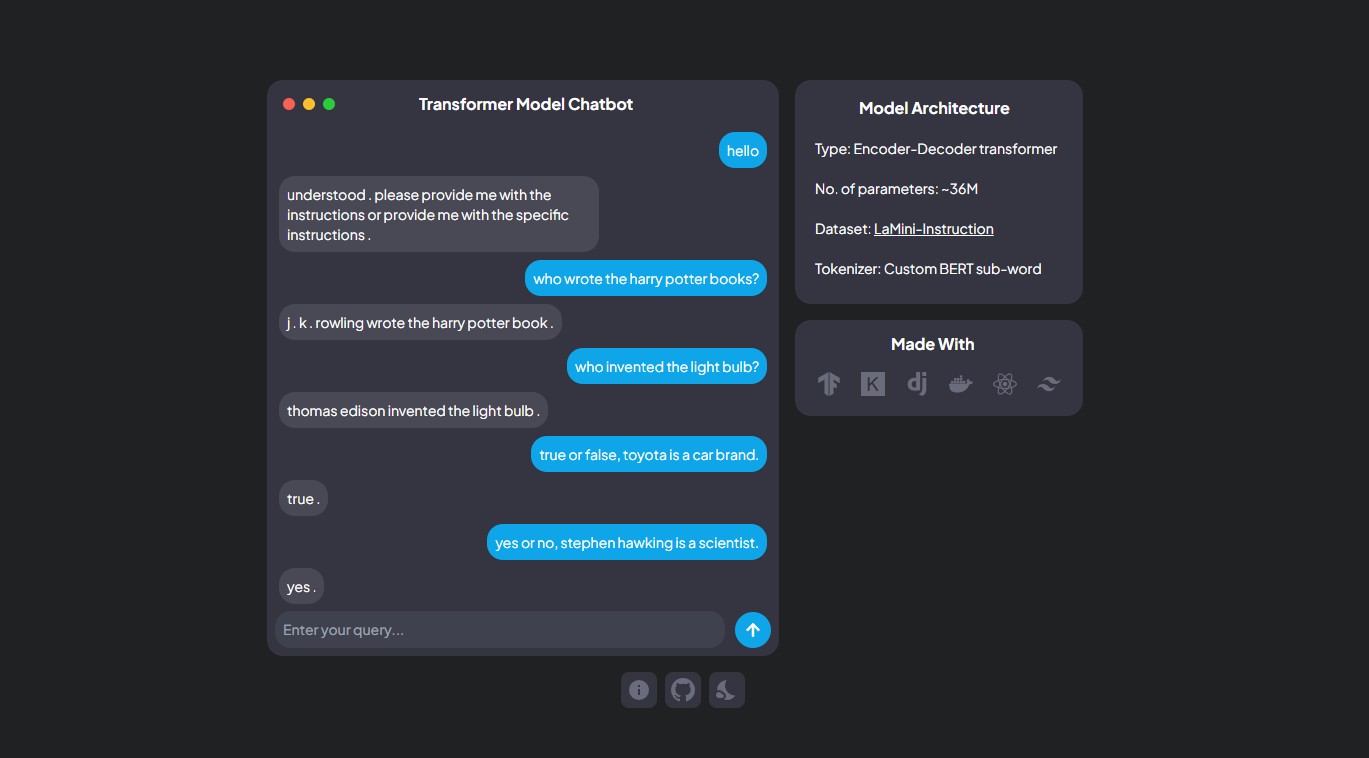 Transformer Model Chatbot
hello
understood . please provide me with the
instructions or provide me with the specific
instructions .
who wrote the harry potter books?
j . k . rowling wrote the harry potter book .
who invented the light bulb?
thomas edison invented the light bulb .
true or false, toyota is a car brand.
true .
yes or no, stephen hawking is a scientist.
yes .
Enter your query...
Model Architecture
Type: Encoder-Decoder transformer
No. of parameters: ~36M
Dataset: LaMini-Instruction
Tokenizer: Custom BERT sub-word
Made With
K
dj